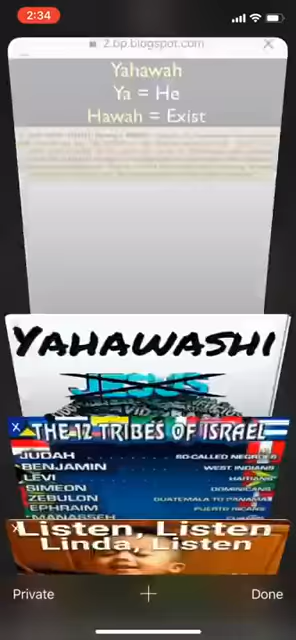 2:34
2.bp.blogspot.com
Yahawah
Ya = He
Hawah = Exist
YAHAWASHI
JESUS
THE 12 TRIBES OF ISRAEL
JUDAH SO-CALLED NEGROES
BENJAMIN WEST INDIANS
LEVI HAITIANS
SIMEON DOMINICANS
ZEBULON GUATEMALA TO PANAMA
EPHRAIM PUERTO RICANS
MANASSEH
Listen, Listen
Linda, Listen
Private
Done